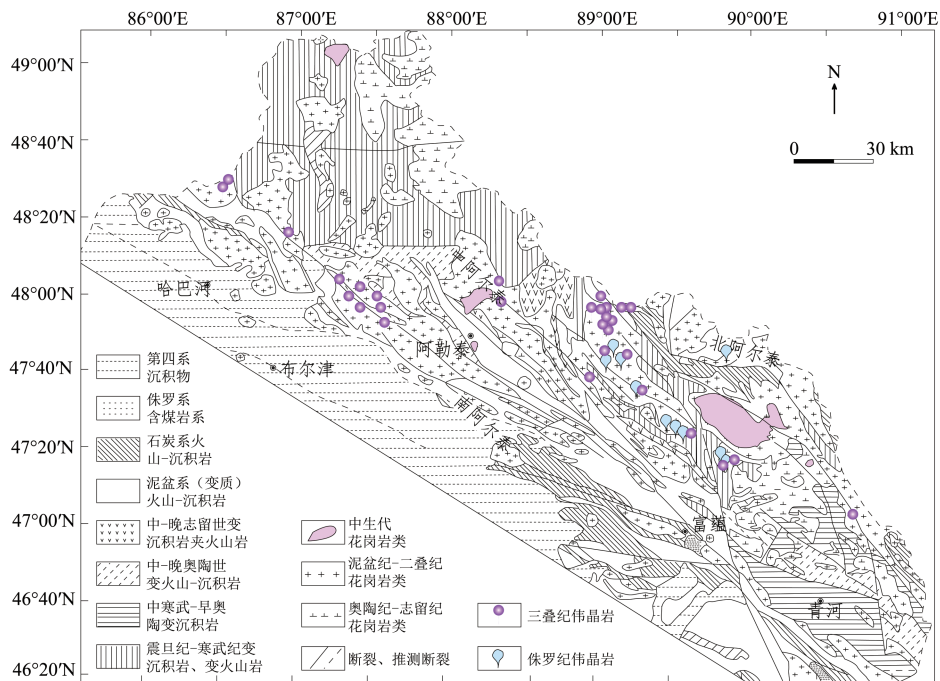 86°00′E 87°00′E 88°00′E 89°00′E 90°00′E 91°00′E
49°00′N
48°40′N
48°20′N
48°00′N
47°40′N
47°20′N
47°00′N
46°40′N
46°20′N
N
0 30 km
哈巴河
布尔津
阿勒泰
中阿尔泰
北阿尔泰
南阿尔泰
富蕴
青河
第四系
沉积物
侏罗系
含煤岩系
石炭系火
山-沉积岩
泥盆系（变质）
火山-沉积岩
中-晚志留世变
沉积岩夹火山岩
中-晚奥陶世
变火山-沉积岩
中寒武-早奥
陶变沉积岩
震旦纪-寒武纪变
沉积岩、变火山岩
中生代
花岗岩类
泥盆纪-二叠纪
花岗岩类
奥陶纪-志留纪
花岗岩类
断裂、推测断裂
三叠纪伟晶岩
侏罗纪伟晶岩